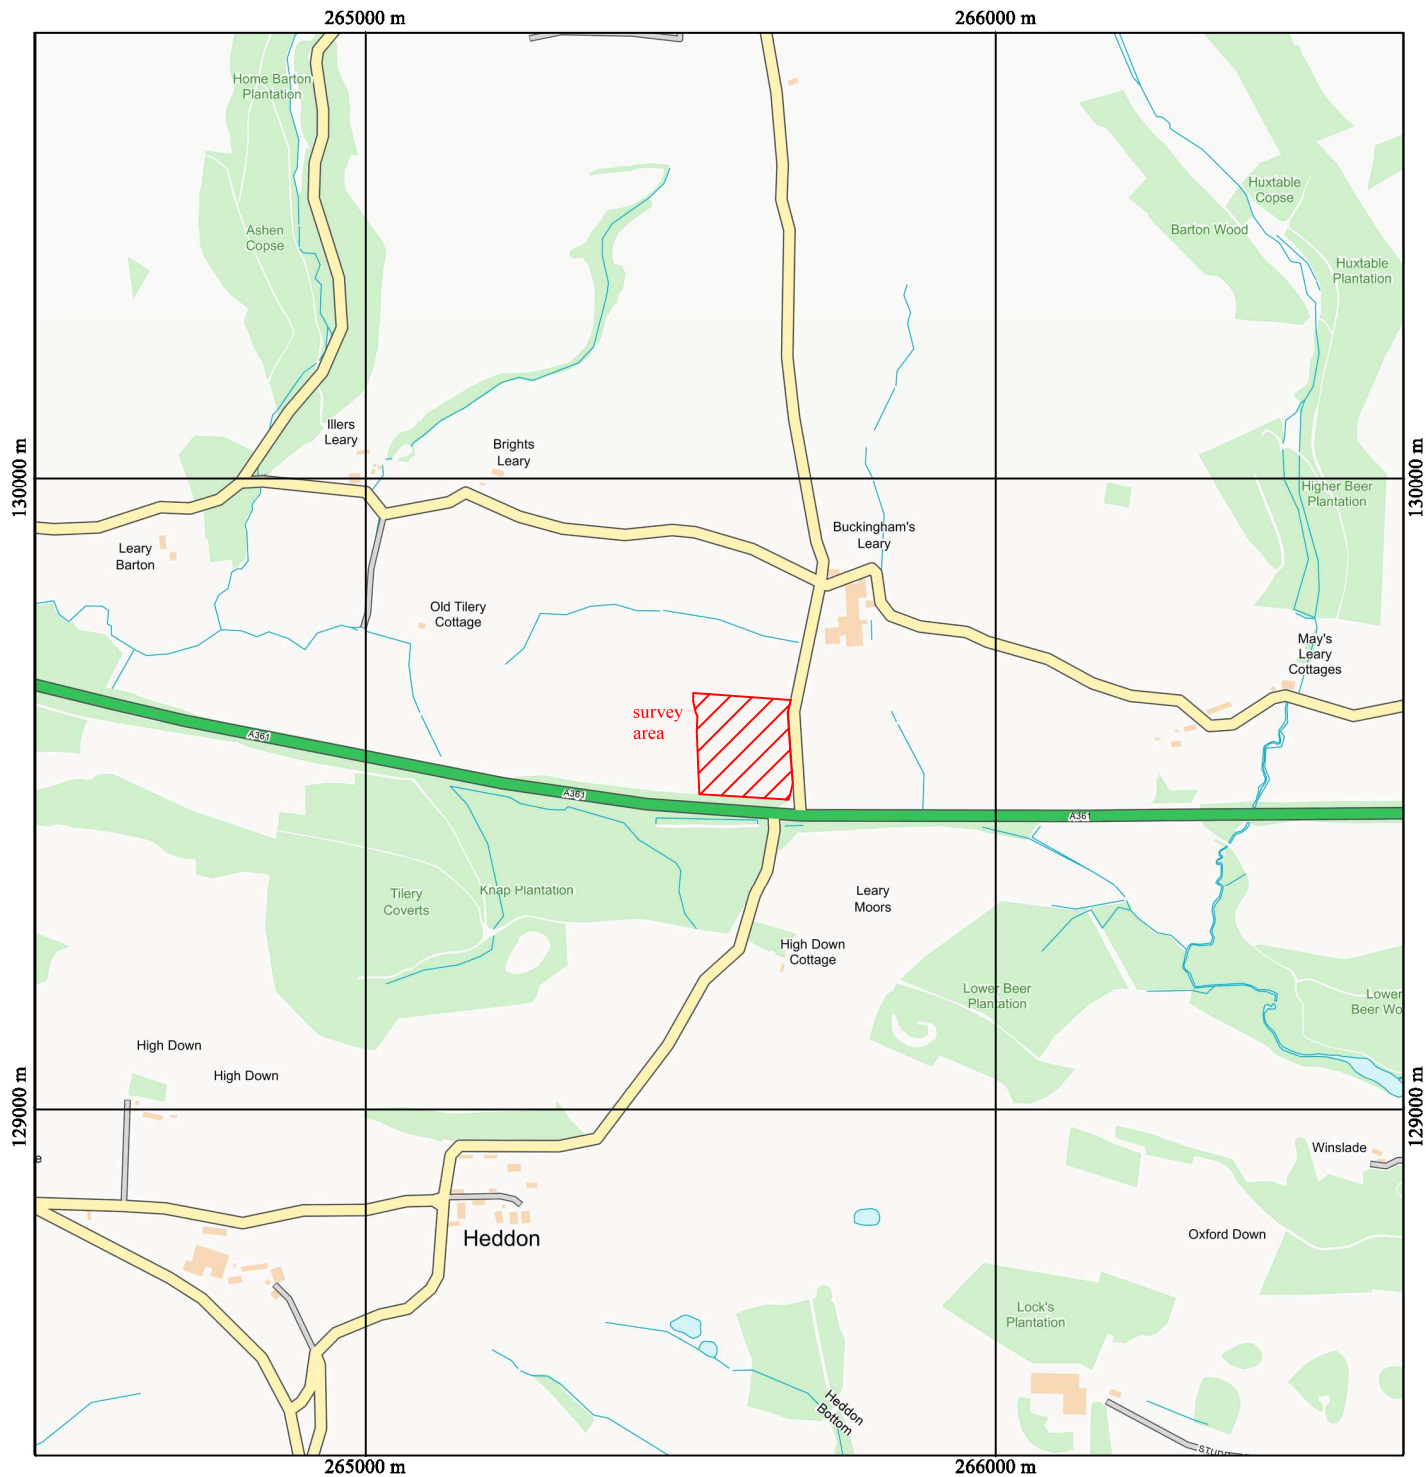 265000 m
266000 m
Home Barton
Plantation
Huxtable
Copse
Ashen
Copse
Barton Wood
Huxtable
Plantation
Illers
Leary
Brights
Leary
130000 m
130000 m
Higher Beer
Plantation
Buckingham's
Leary
Leary
Barton
Old Tilery
Cottage
May's
Leary
Cottages
survey
area
A361
A361
A361
Tilery
Coverts
Knap Plantation
Leary
Moors
High Down
Cottage
Lower Beer
Plantation
Lower
Beer Wo
High Down
High Down
129000 m
129000 m
e
Winslade
Heddon
Oxford Down
Lock's
Plantation
Heddon
Bottom
265000 m
266000 m